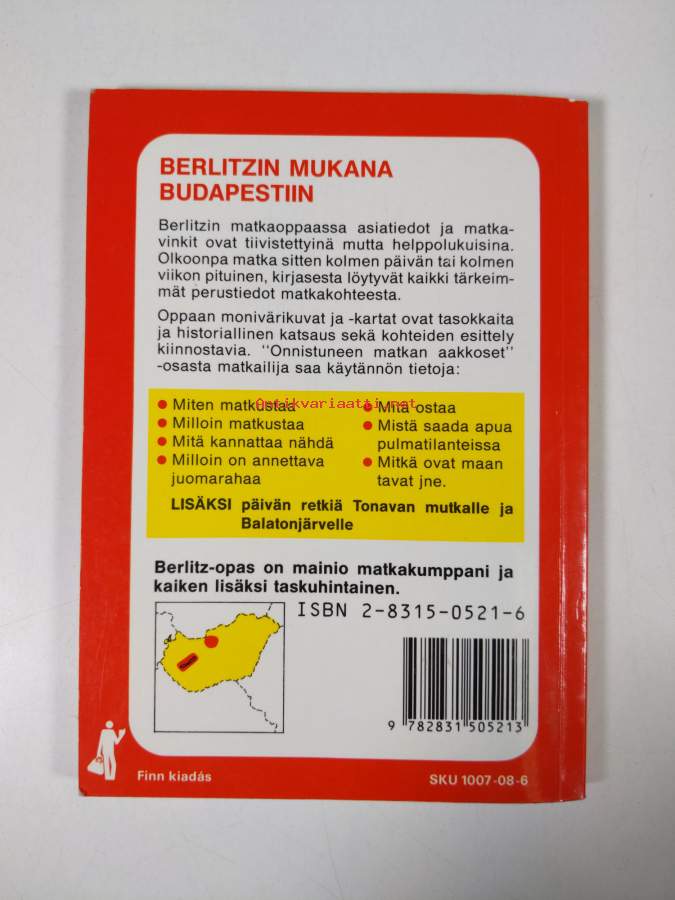 BERLITZIN MUKANA
BUDAPESTIIN
Berlitzin matkaoppaassa asiatiedot ja matka-
vinkit ovat tiivistettyinä mutta helppolukuisina.
Olkoonpa matka sitten kolmen päivän tai kolmen
viikon pituinen, kirjasesta löytyvät kaikki tärkeim-
mät perustiedot matkakohteesta.
Oppaan monivärikuvat ja -kartat ovat tasokkaita
ja historiallinen katsaus sekä kohteiden esittely
kiinnostavia. "Onnistuneen matkan aakkoset"
-osasta matkailija saa käytännön tietoja:
● Miten matkustaa
● Milloin matkustaa
● Mitä kannattaa nähdä
● Milloin on annettava
juomarahaa
● Mitä ostaa
● Mistä saada apua
pulmatilanteissa
● Mitkä ovat maan
tavat jne.
Antikvariaatti.net
LISÄKSI päivän retkiä Tonavan mutkalle ja
Balatonjärvelle
Berlitz-opas on mainio matkakumppani ja
kaiken lisäksi taskuhintainen.
ISBN 2-8315-0521-6
9 782831 505213
Finn kiadás
SKU 1007-08-6